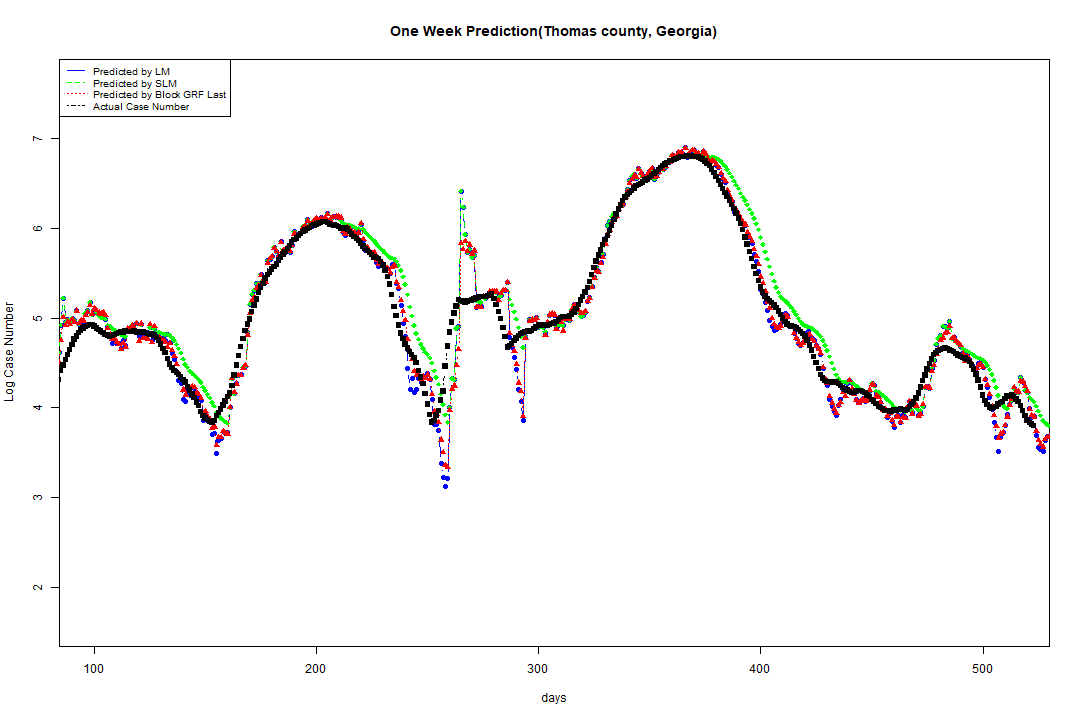 One Week Prediction(Thomas county, Georgia)
Predicted by LM
Predicted by SLM
Predicted by Block GRF Last
Actual Case Number
7
6
5
4
3
2
Log Case Number
100 200 300 400 500
days